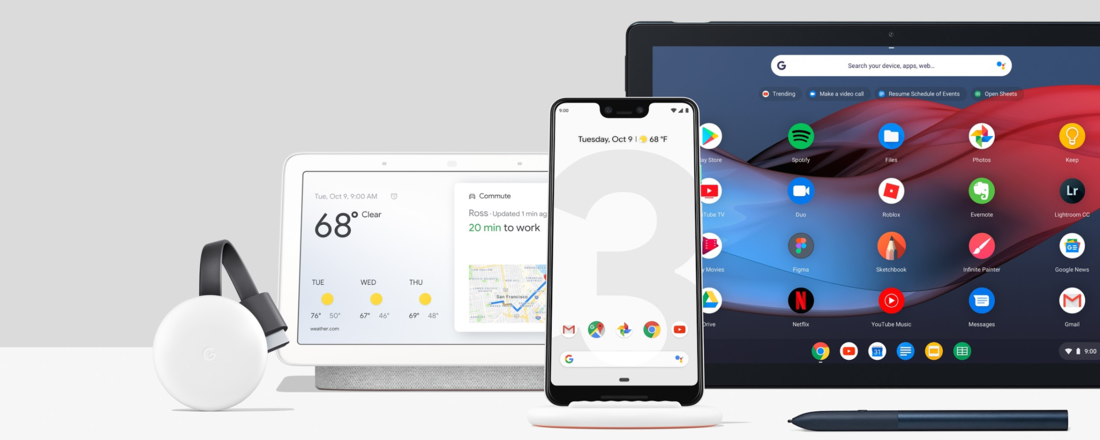 Tue, Oct 9, 9:00 AM
68° Clear
TUE WED THU
76° 50° 67° 46° 69° 48°
weather.com
Commute
Ross · Updated 1 min ag
20 min to work
San Francisco
9:00
Tuesday, Oct 9 | 68 °F
3
G
G Search your device, apps, web...
Trending Make a video call Resume Schedule of Events Open Sheets
ay Store Spotify Files Photos Keep
Tube TV Duo Roblox Evernote Lightroom CC
Lr
y Movies Figma Sketchbook Infinite Painter Google News
Drive Netflix YouTube Music Messages Gmail
31
9:00